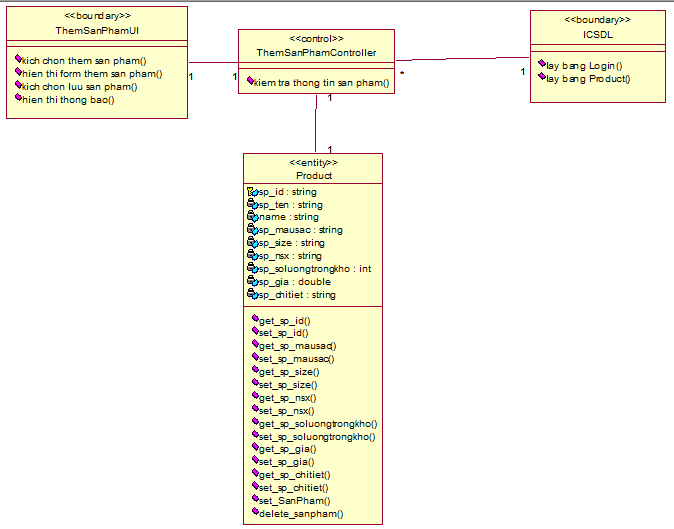 <<boundary>>
ThemSanPhamUI
kich chon them san pham()
hien thi form them san pham()
kich chon luu san pham()
hien thi thong bao()
1
1
<<control>>
ThemSanPhamController
kiem tra thong tin san pham()
1
*
1
<<boundary>>
ICSDL
lay bang Login()
lay bang Product()
1
<<entity>>
Product
sp_id : string
sp_ten : string
name : string
sp_mausac : string
sp_size : string
sp_nsx : string
sp_soluongtrongkho : int
sp_gia : double
sp_chitiet : string
get_sp_id()
set_sp_id()
get_sp_mausac()
set_sp_mausac()
get_sp_size()
set_sp_size()
get_sp_nsx()
set_sp_nsx()
get_sp_soluongtrongkho()
set_sp_soluongtrongkho()
get_sp_gia()
set_sp_gia()
get_sp_chitiet()
set_sp_chitiet()
set_SanPham()
delete_sanpham()